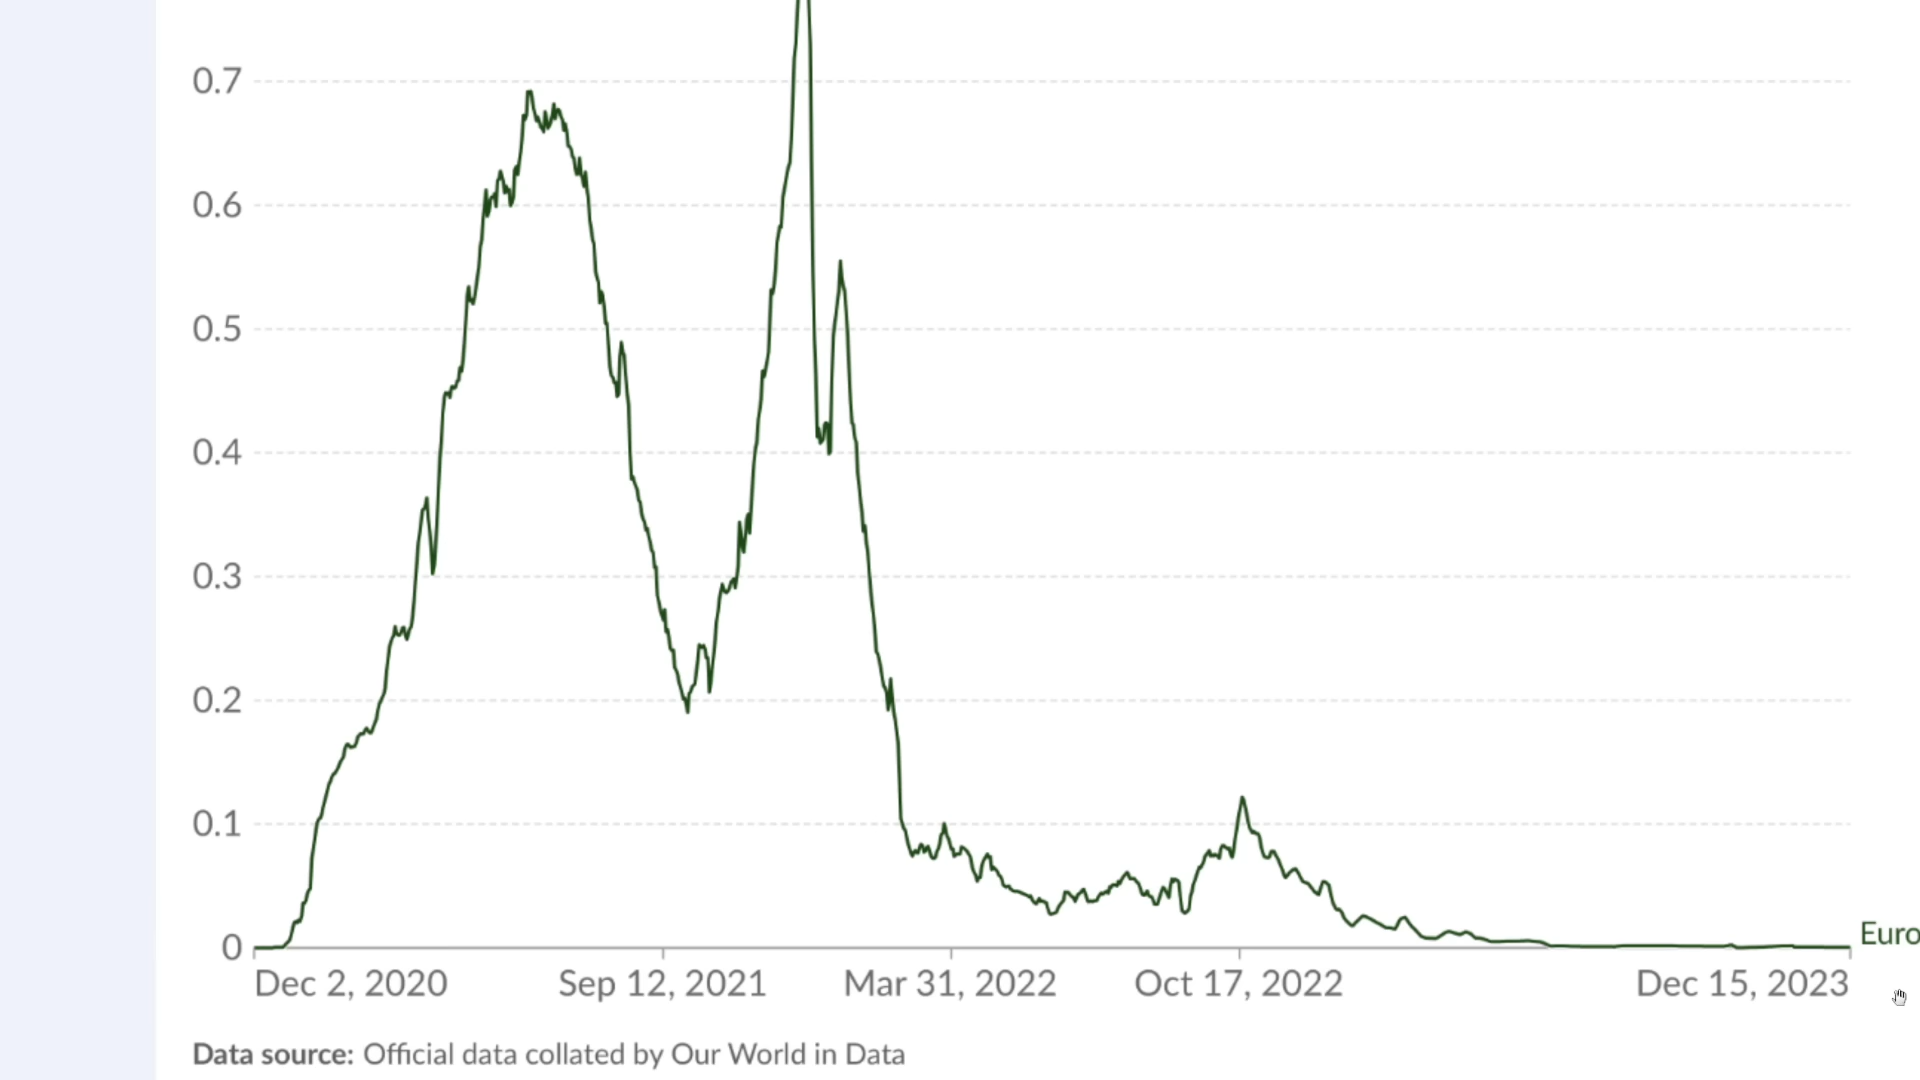 0.7
0.6
0.5
0.4
0.3
0.2
0.1
0
Euro
Dec 2, 2020
Sep 12, 2021
Mar 31, 2022
Oct 17, 2022
Dec 15, 2023
Data source: Official data collated by Our World in Data